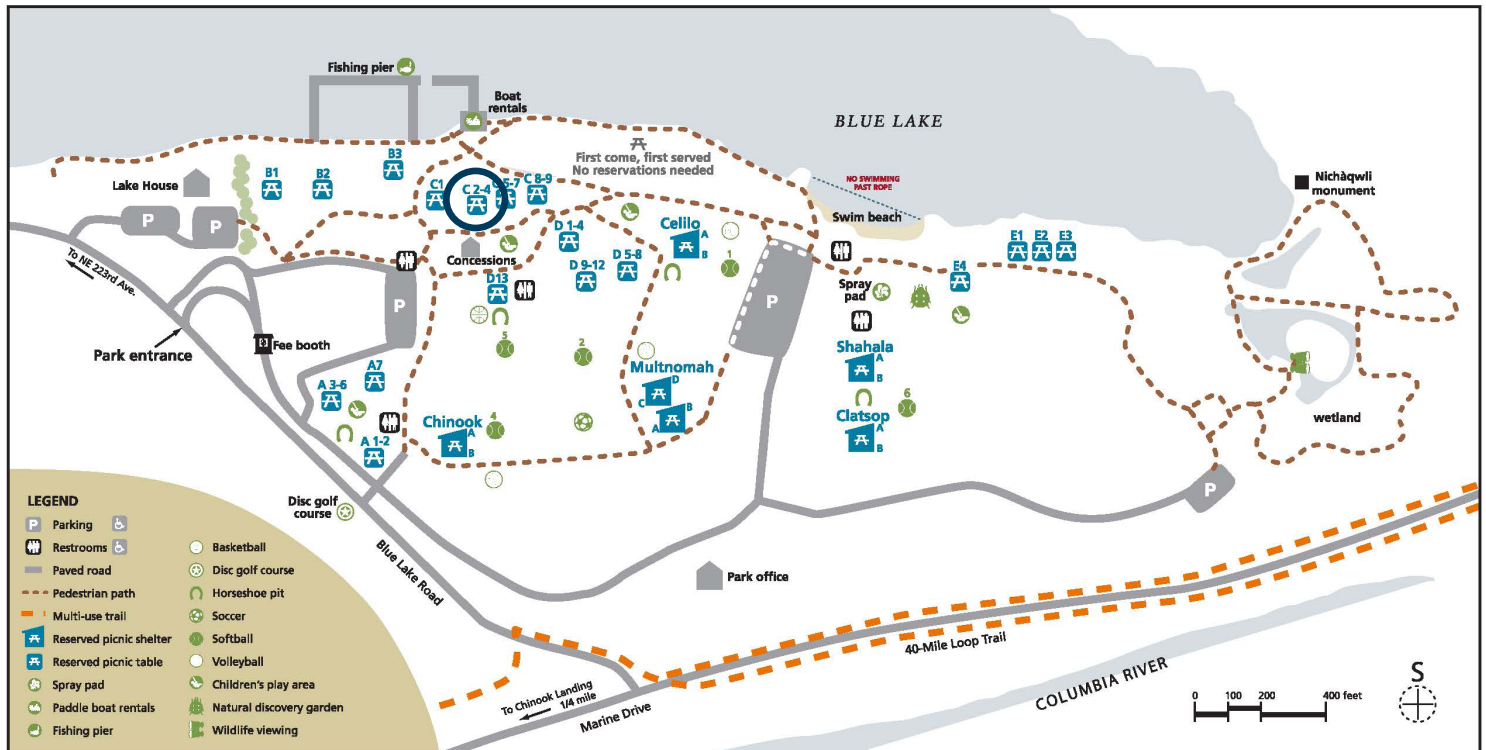 Fishing pier
Boat
rentals
BLUE LAKE
First come, first served
No reservations needed
B3
B1
B2
Lake House
C1
C 2-4
5-7
C 8-9
NO SWIMMING
PAST ROPE
Nichàqwli
monument
Swim beach
P
P
To NE 223rd Ave.
Concessions
D 1-4
D 9-12
D 5-8
D13
Celilo
A
B
1
E1
E2
E3
E4
Spray
pad
P
P
Park entrance
Fee booth
5
2
A7
A 3-6
A 1-2
Chinook
A
B
4
Multnomah
D
C
B
A
Shahala
A
B
6
Clatsop
A
B
wetland
P
Disc golf
course
Blue Lake Road
Park office
40-Mile Loop Trail
To Chinook Landing
1/4 mile
Marine Drive
COLUMBIA RIVER
0 100 200 400 feet
S
LEGEND
P Parking
Restrooms
Paved road
Pedestrian path
Multi-use trail
Reserved picnic shelter
Reserved picnic table
Spray pad
Paddle boat rentals
Fishing pier
Basketball
Disc golf course
Horseshoe pit
Soccer
Softball
Volleyball
Children's play area
Natural discovery garden
Wildlife viewing